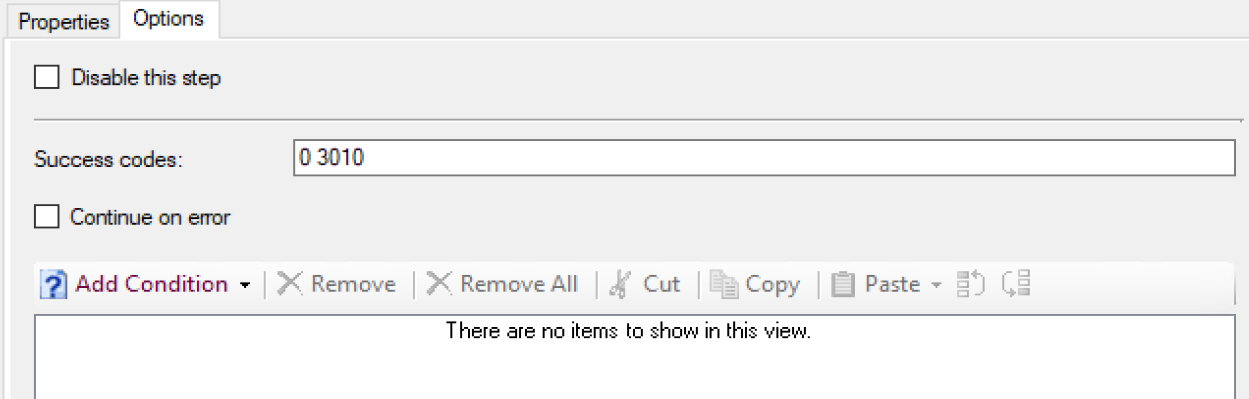 Properties Options
Disable this step
Success codes: 0 3010
Continue on error
Add Condition Remove Remove All Cut Copy Paste
There are no items to show in this view.